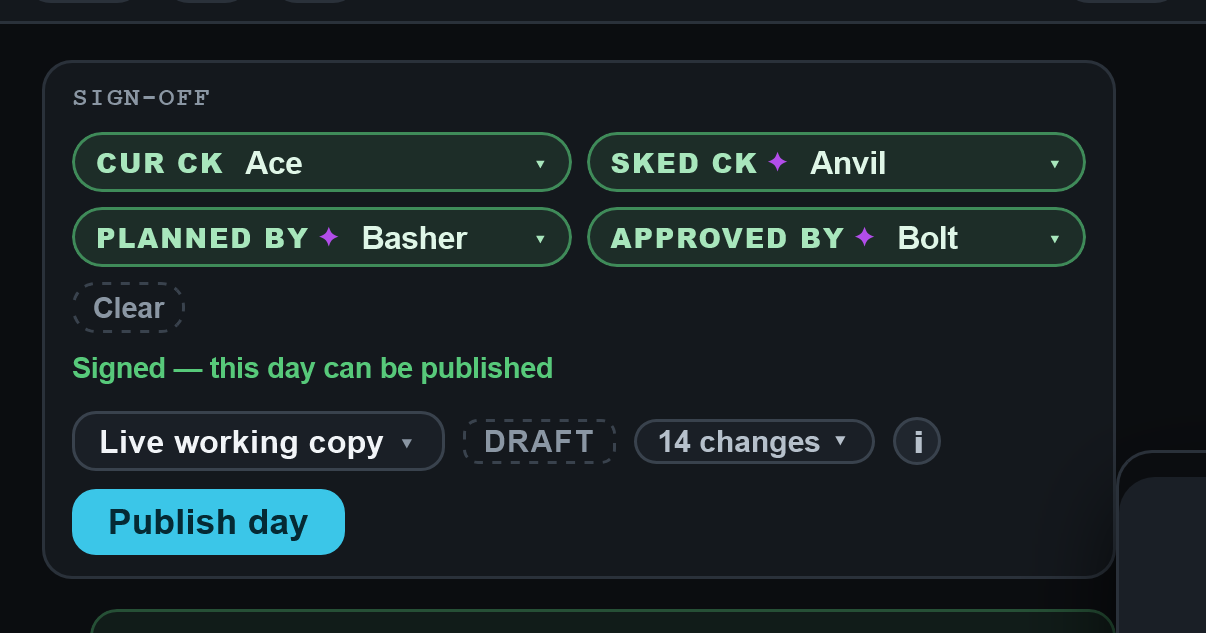 SIGN-OFF
CUR CK Ace ▾ SKED CK ✦ Anvil ▾
PLANNED BY ✦ Basher ▾ APPROVED BY ✦ Bolt ▾
Clear
Signed — this day can be published
Live working copy ▾ DRAFT 14 changes ▾ i
Publish day